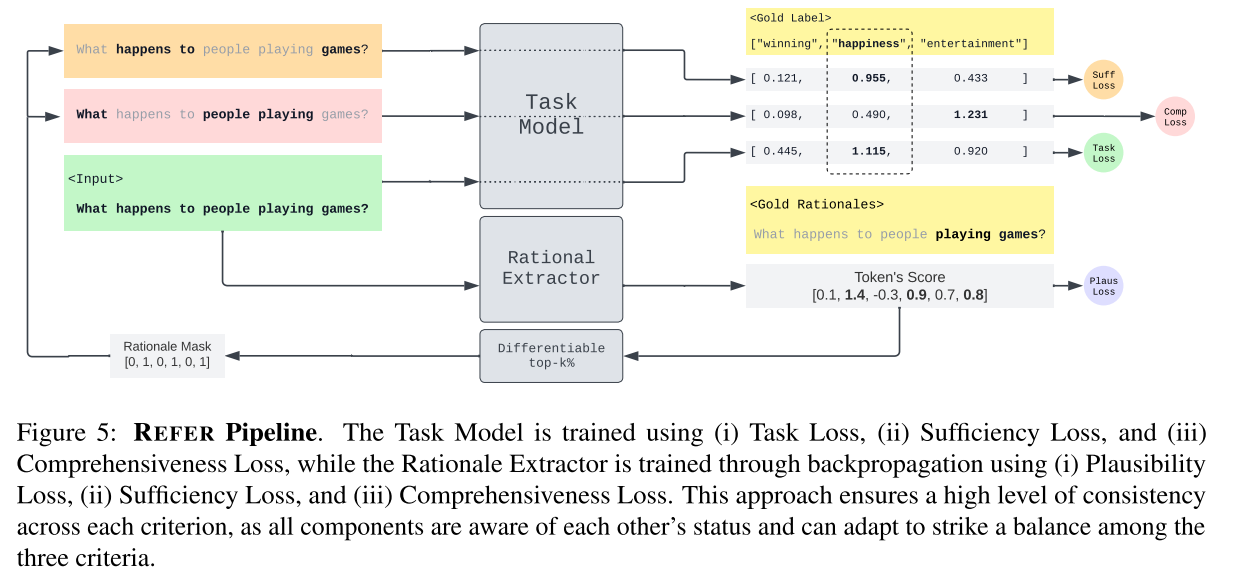 What happens to people playing games?
What happens to people playing games?
<Input>
What happens to people playing games?
Task
Model
Rational
Extractor
Differentiable
top-k%
Rationale Mask
[0, 1, 0, 1, 0, 1]
<Gold Label>
["winning", "happiness", "entertainment"]
[ 0.121, 0.955, 0.433 ]
[ 0.098, 0.490, 1.231 ]
[ 0.445, 1.115, 0.920 ]
Suff
Loss
Comp
Loss
Task
Loss
<Gold Rationales>
What happens to people playing games?
Token's Score
[0.1, 1.4, -0.3, 0.9, 0.7, 0.8]
Plaus
Loss
Figure 5: REFER Pipeline. The Task Model is trained using (i) Task Loss, (ii) Sufficiency Loss, and (iii)
Comprehensiveness Loss, while the Rationale Extractor is trained through backpropagation using (i) Plausibility
Loss, (ii) Sufficiency Loss, and (iii) Comprehensiveness Loss. This approach ensures a high level of consistency
across each criterion, as all components are aware of each other's status and can adapt to strike a balance among the
three criteria.